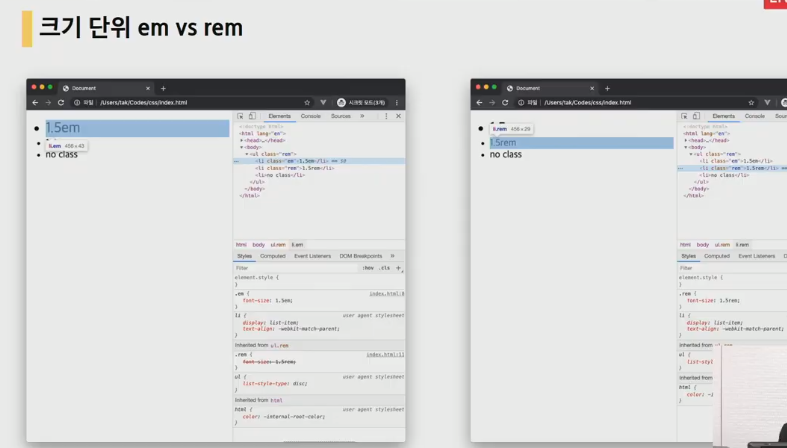 크기 단위 em vs rem
Document
파일 | /Users/tak/Codes/css/index.html
시크릿 모드(3개)
1.5em
li.em 456 × 43
no class
Elements Console Sources
<!doctype html>
<html lang="en">
<head>…</head>
<body>
<ul class="rem">
<li class="em">1.5em</li> == $0
<li class="rem">1.5rem</li>
<li>no class</li>
</ul>
</body>
</html>
html body ul.rem li.em
Styles Computed Event Listeners DOM Breakpoints
Filter :hov .cls +
element.style {
}
.em { index.html:8
font-size: 1.5em;
}
li { user agent stylesheet
display: list-item;
text-align: -webkit-match-parent;
}
Inherited from ul.rem
.rem { index.html:11
font-size: 1.5rem;
}
ul { user agent stylesheet
list-style-type: disc;
}
Inherited from html
html { user agent stylesheet
color: -internal-root-color;
}
Document
파일 | /Users/tak/Codes/css/index.html
li.rem 456 × 29
1.5rem
no class
Elements Console Sour
<!doctype html>
<html lang="en">
<head>…</head>
<body>
<ul class="rem">
<li class="em">1.5em</li>
<li class="rem">1.5rem</li> ==
<li>no class</li>
</ul>
</body>
</html>
html body ul.rem li.rem
Styles Computed Event Listeners
Filter
element.style {
}
.rem {
font-size: 1.5rem;
}
li {
display: list-item;
text-align: -webkit-match-parent;
}
Inherited from
ul {
list-styl
}
Inherited from
html {
color: -i
}